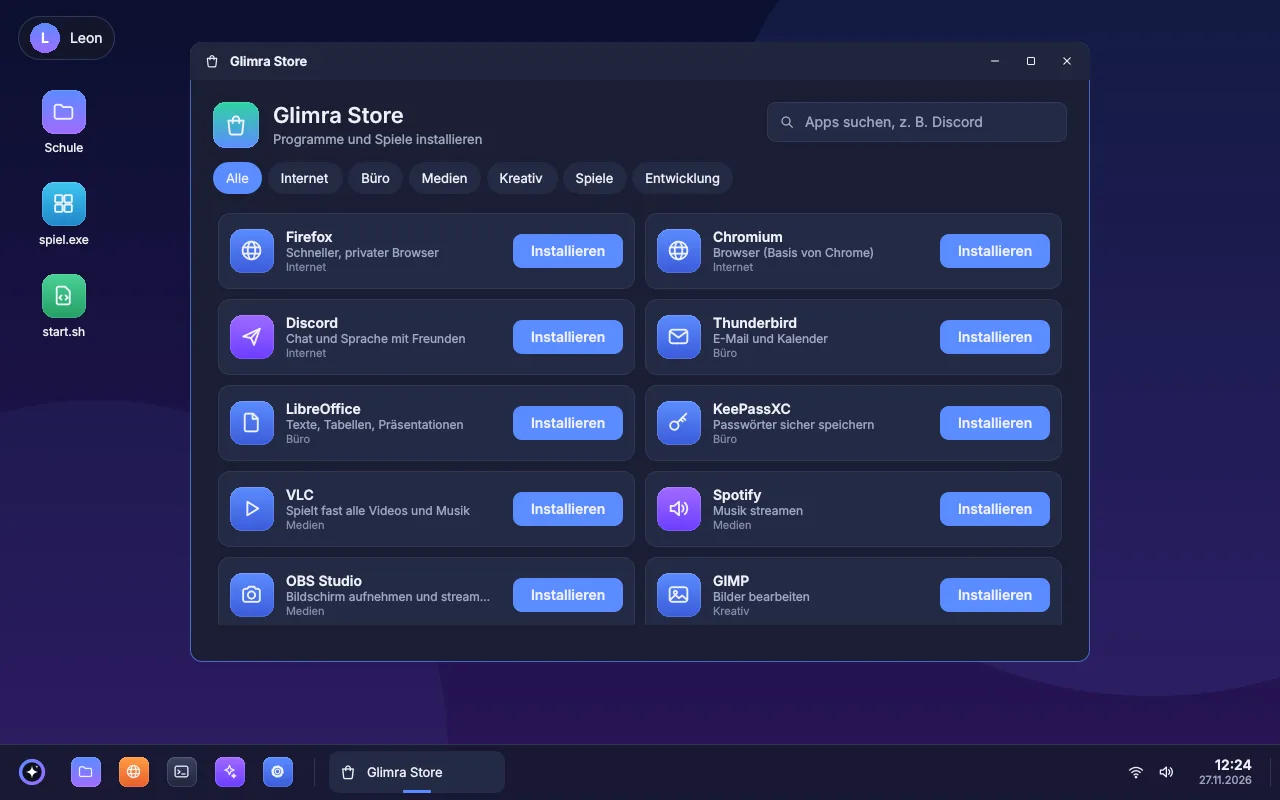 L Leon
Schule
spiel.exe
start.sh
Glimra Store
Glimra Store
Programme und Spiele installieren
Apps suchen, z. B. Discord
Alle Internet Büro Medien Kreativ Spiele Entwicklung
Firefox
Schneller, privater Browser
Internet
Installieren
Chromium
Browser (Basis von Chrome)
Internet
Installieren
Discord
Chat und Sprache mit Freunden
Internet
Installieren
Thunderbird
E-Mail und Kalender
Büro
Installieren
LibreOffice
Texte, Tabellen, Präsentationen
Büro
Installieren
KeePassXC
Passwörter sicher speichern
Büro
Installieren
VLC
Spielt fast alle Videos und Musik
Medien
Installieren
Spotify
Musik streamen
Medien
Installieren
OBS Studio
Bildschirm aufnehmen und stream...
Medien
Installieren
GIMP
Bilder bearbeiten
Kreativ
Installieren
Glimra Store
12:24
27.11.2026